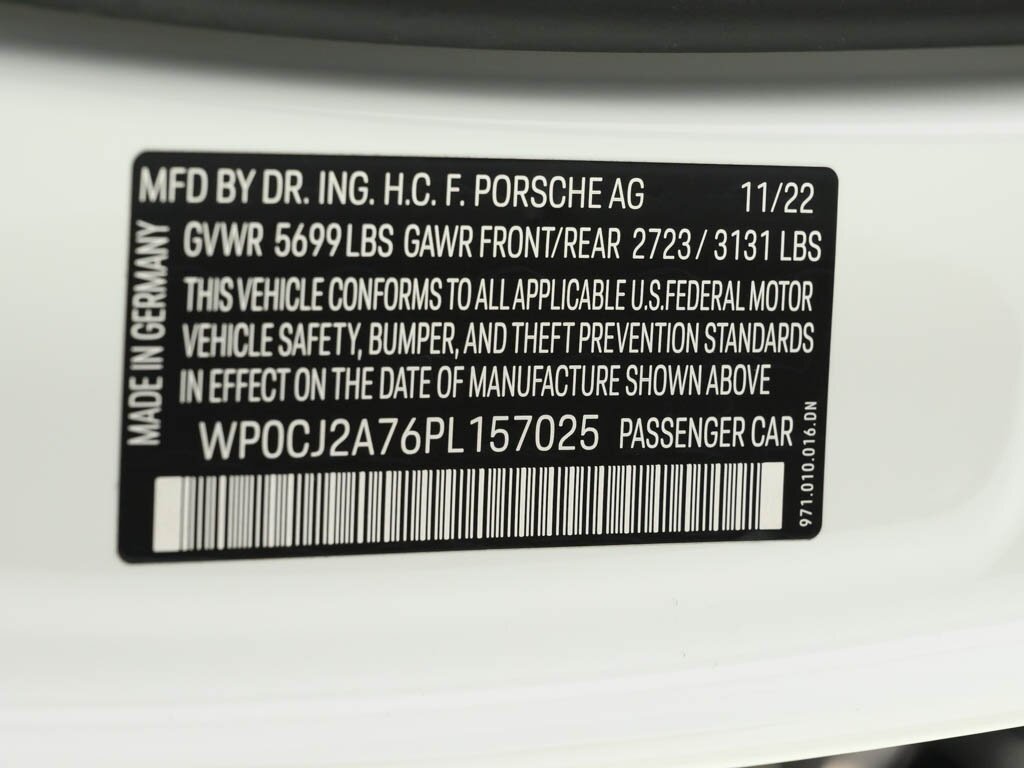 MFD BY DR. ING. H.C. F. PORSCHE AG 11/22
GVWR 5699 LBS GAWR FRONT/REAR 2723 / 3131 LBS
THIS VEHICLE CONFORMS TO ALL APPLICABLE U.S.FEDERAL MOTOR
VEHICLE SAFETY, BUMPER, AND THEFT PREVENTION STANDARDS
IN EFFECT ON THE DATE OF MANUFACTURE SHOWN ABOVE
WP0CJ2A76PL157025 PASSENGER CAR
MADE IN GERMANY
971.010.016.DN